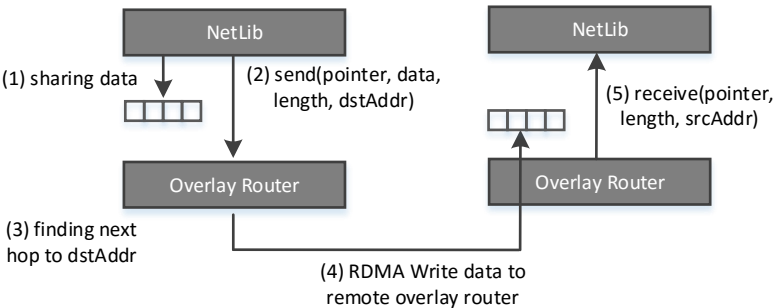 NetLib
NetLib
(1) sharing data
(2) send(pointer, data,
length, dstAddr)
(5) receive(pointer,
length, srcAddr)
Overlay Router
Overlay Router
(3) finding next
hop to dstAddr
(4) RDMA Write data to
remote overlay router